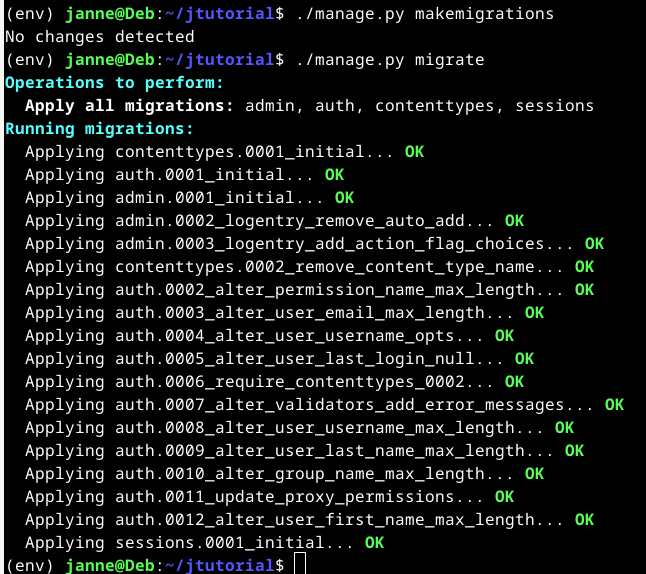 (env) janne@Deb:~/jtutorial$ ./manage.py makemigrations
No changes detected
(env) janne@Deb:~/jtutorial$ ./manage.py migrate
Operations to perform:
  Apply all migrations: admin, auth, contenttypes, sessions
Running migrations:
  Applying contenttypes.0001_initial... OK
  Applying auth.0001_initial... OK
  Applying admin.0001_initial... OK
  Applying admin.0002_logentry_remove_auto_add... OK
  Applying admin.0003_logentry_add_action_flag_choices... OK
  Applying contenttypes.0002_remove_content_type_name... OK
  Applying auth.0002_alter_permission_name_max_length... OK
  Applying auth.0003_alter_user_email_max_length... OK
  Applying auth.0004_alter_user_username_opts... OK
  Applying auth.0005_alter_user_last_login_null... OK
  Applying auth.0006_require_contenttypes_0002... OK
  Applying auth.0007_alter_validators_add_error_messages... OK
  Applying auth.0008_alter_user_username_max_length... OK
  Applying auth.0009_alter_user_last_name_max_length... OK
  Applying auth.0010_alter_group_name_max_length... OK
  Applying auth.0011_update_proxy_permissions... OK
  Applying auth.0012_alter_user_first_name_max_length... OK
  Applying sessions.0001_initial... OK
(env) janne@Deb:~/jtutorial$